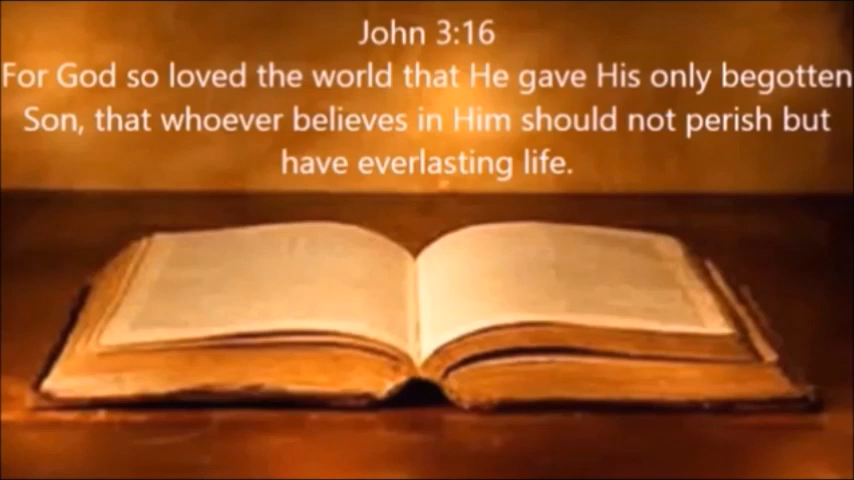 John 3:16
For God so loved the world that He gave His only begotten
Son, that whoever believes in Him should not perish but
have everlasting life.